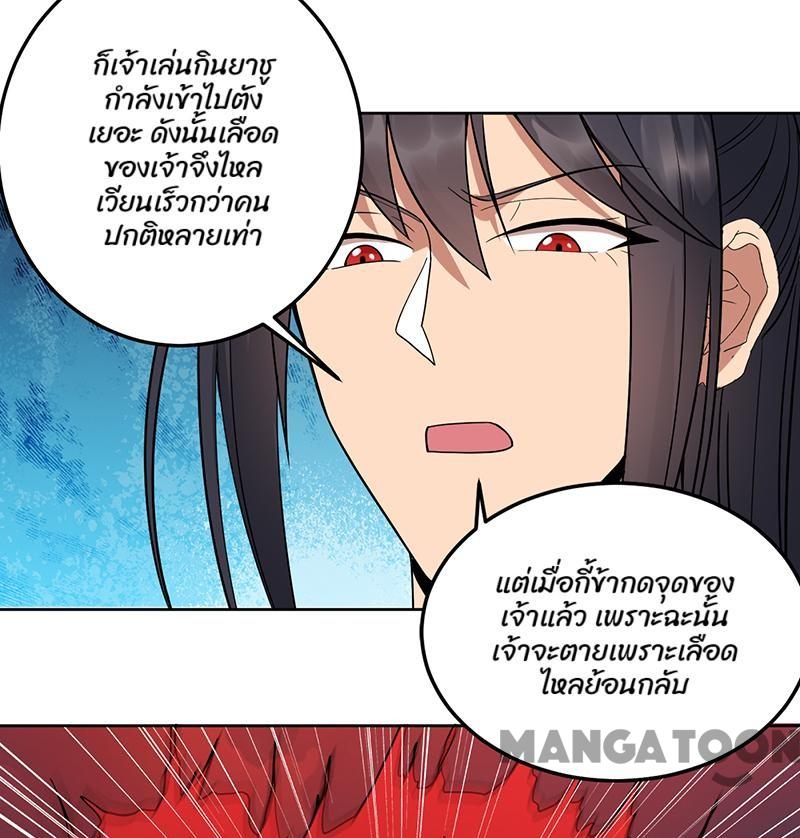 ก็เจ้าเล่นกินยาชู
กำลังเข้าไปตัง
เยอะ ดังนั้นเลือด
ของเจ้าจึงไหล
เวียนเร็วกว่าคน
ปกติหลายเท่า
แต่เมื่อกี้ข้ากดจุดของ
เจ้าแล้ว เพราะฉะนั้น
เจ้าจะตายเพราะเลือด
ไหลย้อนกลับ
MANGATOON